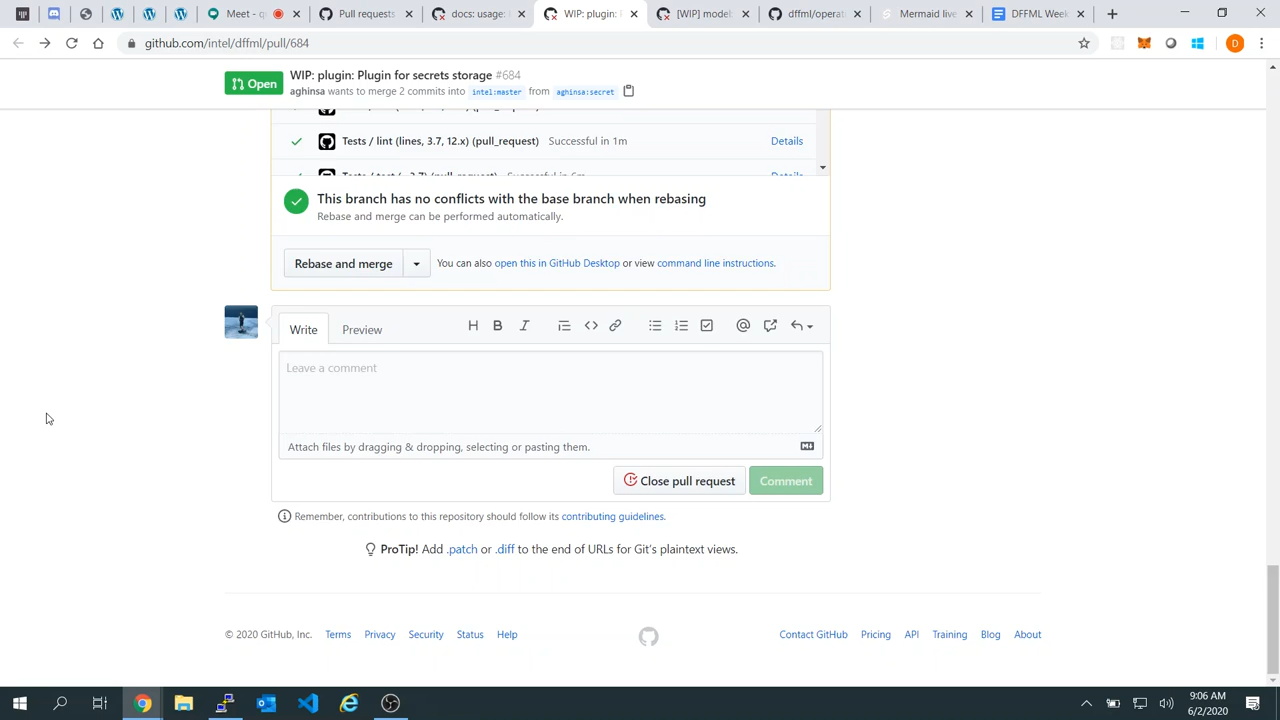 Meet - q
Pull requests
docs: usage:
WIP: plugin: P
[WIP] mode
dffml/operat
Mermaid live
DFFML Week
github.com/intel/dffml/pull/684
D
Open
WIP: plugin: Plugin for secrets storage #684
aghinsa wants to merge 2 commits into intel:master from aghinsa:secret
Tests / lint (lines, 3.7, 12.x) (pull_request) Successful in 1m Details
This branch has no conflicts with the base branch when rebasing
Rebase and merge can be performed automatically.
Rebase and merge
You can also open this in GitHub Desktop or view command line instructions.
Write Preview
Leave a comment
Attach files by dragging & dropping, selecting or pasting them.
Close pull request Comment
Remember, contributions to this repository should follow its contributing guidelines.
ProTip! Add .patch or .diff to the end of URLs for Git's plaintext views.
© 2020 GitHub, Inc. Terms Privacy Security Status Help Contact GitHub Pricing API Training Blog About
9:06 AM
6/2/2020